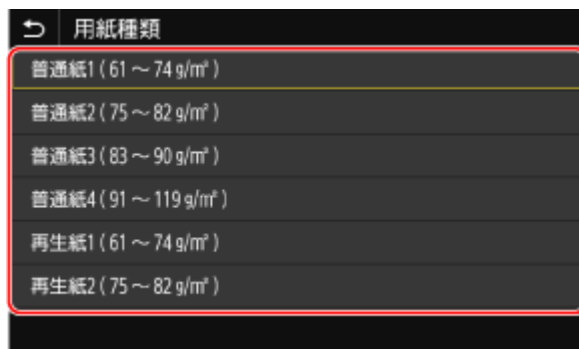 用紙種類
普通紙1 ( 61 ～ 74 g/m² )
普通紙2 ( 75 ～ 82 g/m² )
普通紙3 ( 83 ～ 90 g/m² )
普通紙4 ( 91 ～ 119 g/m² )
再生紙1 ( 61 ～ 74 g/m² )
再生紙2 ( 75 ～ 82 g/m² )